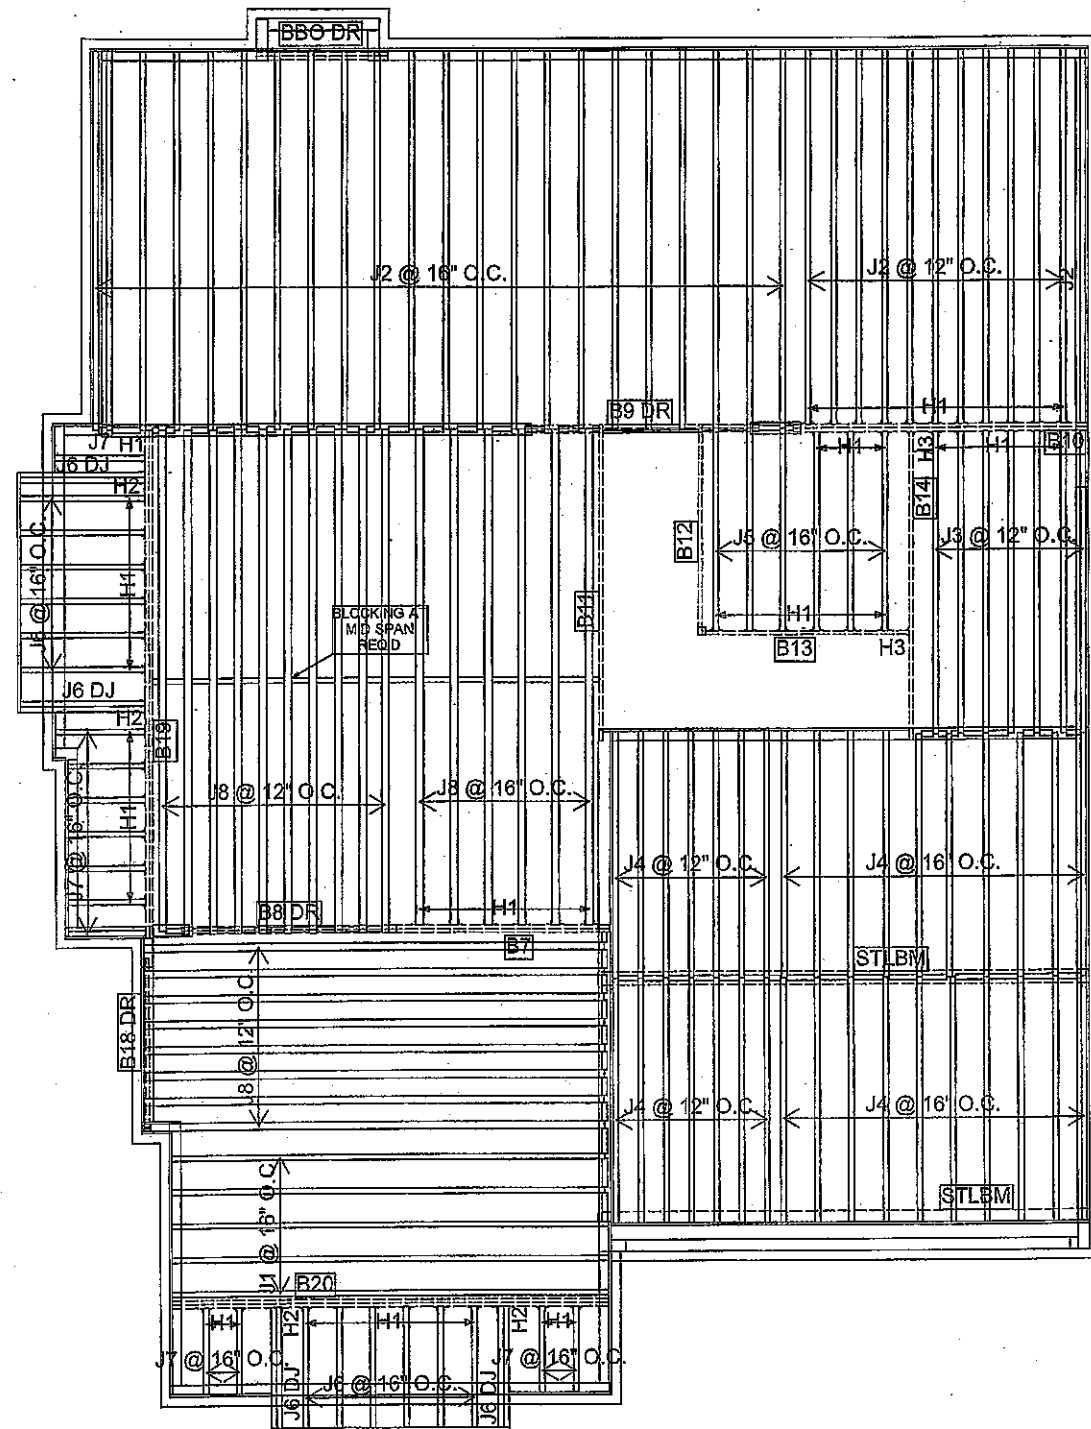 BBO DR
J2 @ 16" O.C.
J2 @ 12" O.C.
J2
B9 DR
H1
J7
H1
H1
H3
H1
B10
J6 DJ
H2
B14
J6 @ 16" O.C.
H1
B12
J5 @ 16" O.C.
J3 @ 12" O.C.
BLOCKING A
MID SPAN
REQ'D
B11
H1
B13
H3
J6 DJ
H2
B19
J7 @ 16" O.C.
H1
J8 @ 12" O.C.
J8 @ 16" O.C.
J4 @ 12" O.C.
J4 @ 16" O.C.
B8 DR
H1
B7
STLBM
B18 DR
J8 @ 12" O.C.
J4 @ 12" O.C.
J4 @ 16" O.C.
J1 @ 16" O.C.
STLBM
B20
H1
H2
H1
H2
H1
J7 @ 16" O.C.
J7 @ 16" O.C.
J6 DJ
J6 @ 16" O.C.
J6 DJ